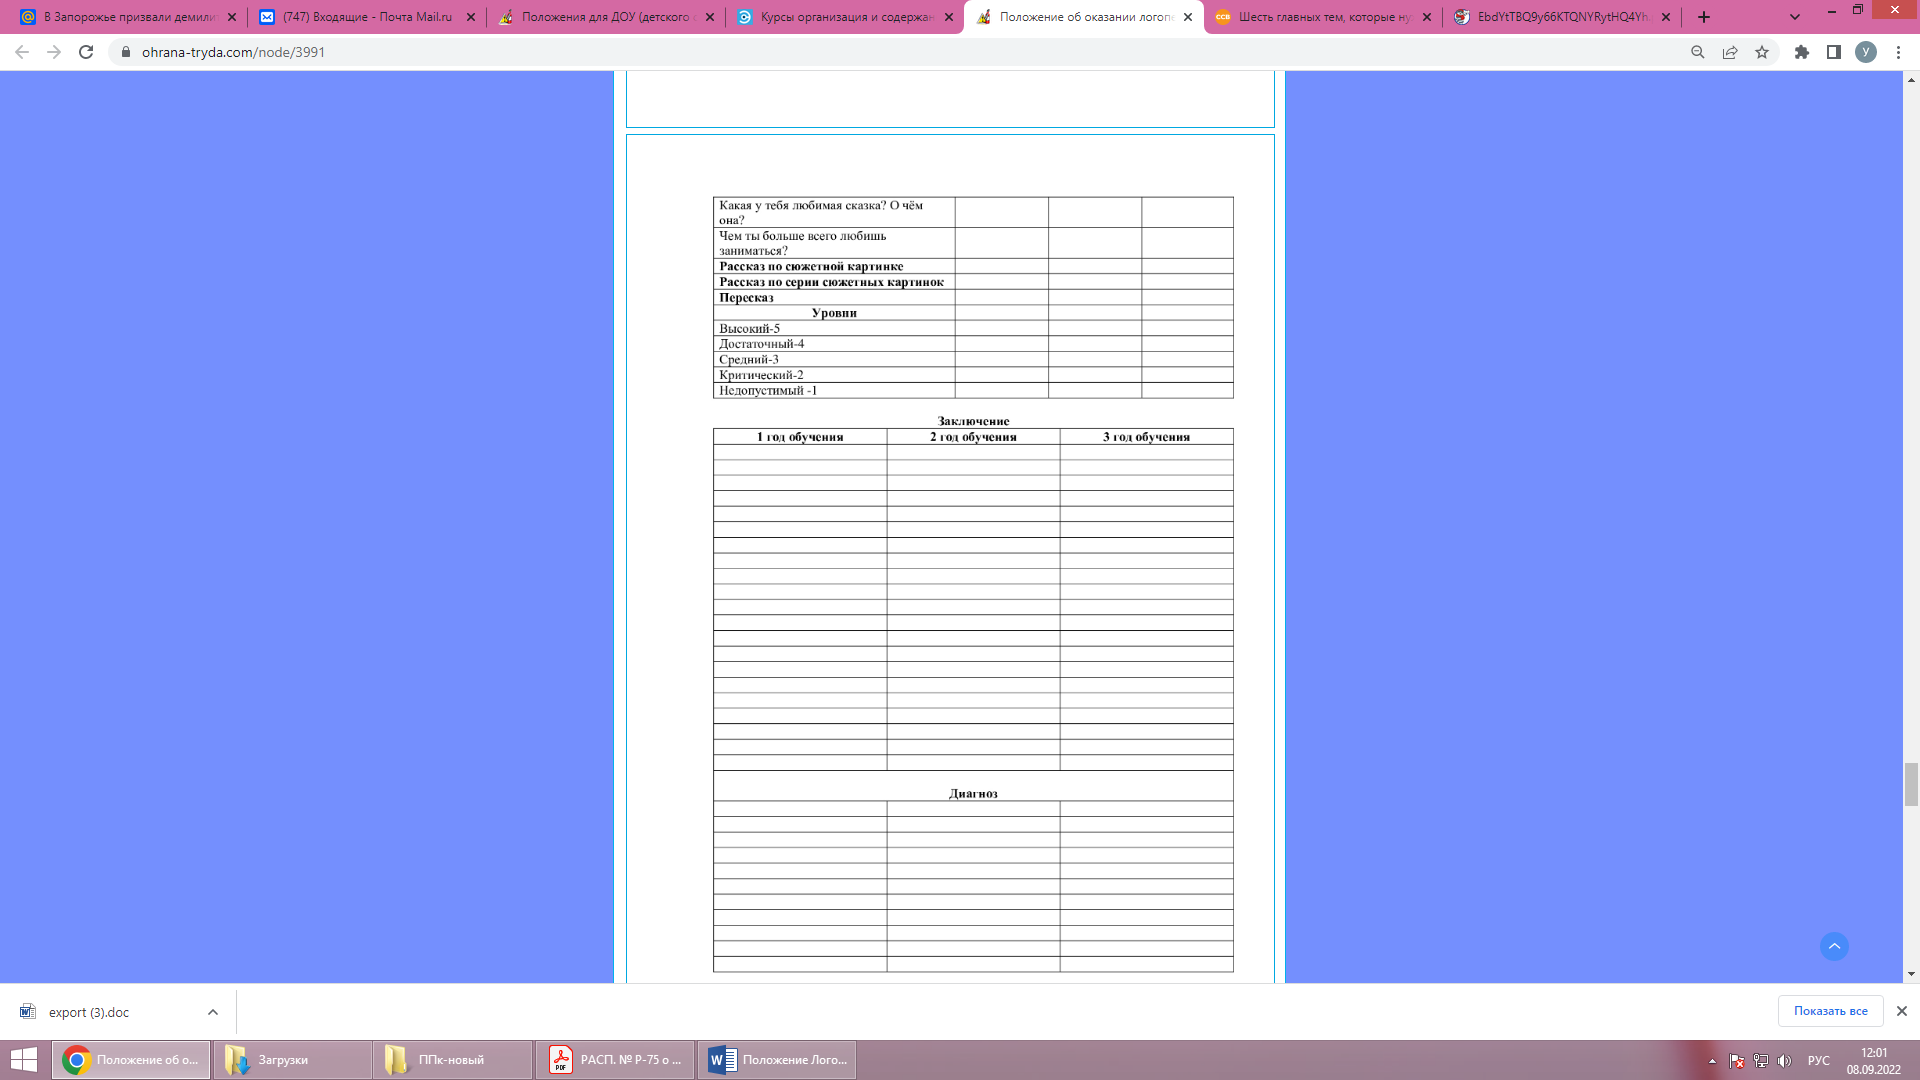 В Запорожье призвали демилит
(747) Входящие - Почта Mail.ru
Положения для ДОУ (детского с
Курсы организация и содержан
Положение об оказании логопе
Шесть главных тем, которые ну
EbdYtTBQ9y66KTQNYRytHQ4Yh
ohrana-tryda.com/node/3991
У
Какая у тебя любимая сказка? О чём
она?
Чем ты больше всего любишь
заниматься?
Рассказ по сюжетной картинке
Рассказ по серии сюжетных картинок
Пересказ
Уровни
Высокий-5
Достаточный-4
Средний-3
Критический-2
Недопустимый -1
Заключение
1 год обучения 2 год обучения 3 год обучения
Диагноз
export (3).doc
Показать все
Положение об о...
Загрузки
ППк-новый
РАСП. № Р-75 о ...
Положение Лого...
РУС
12:01
08.09.2022